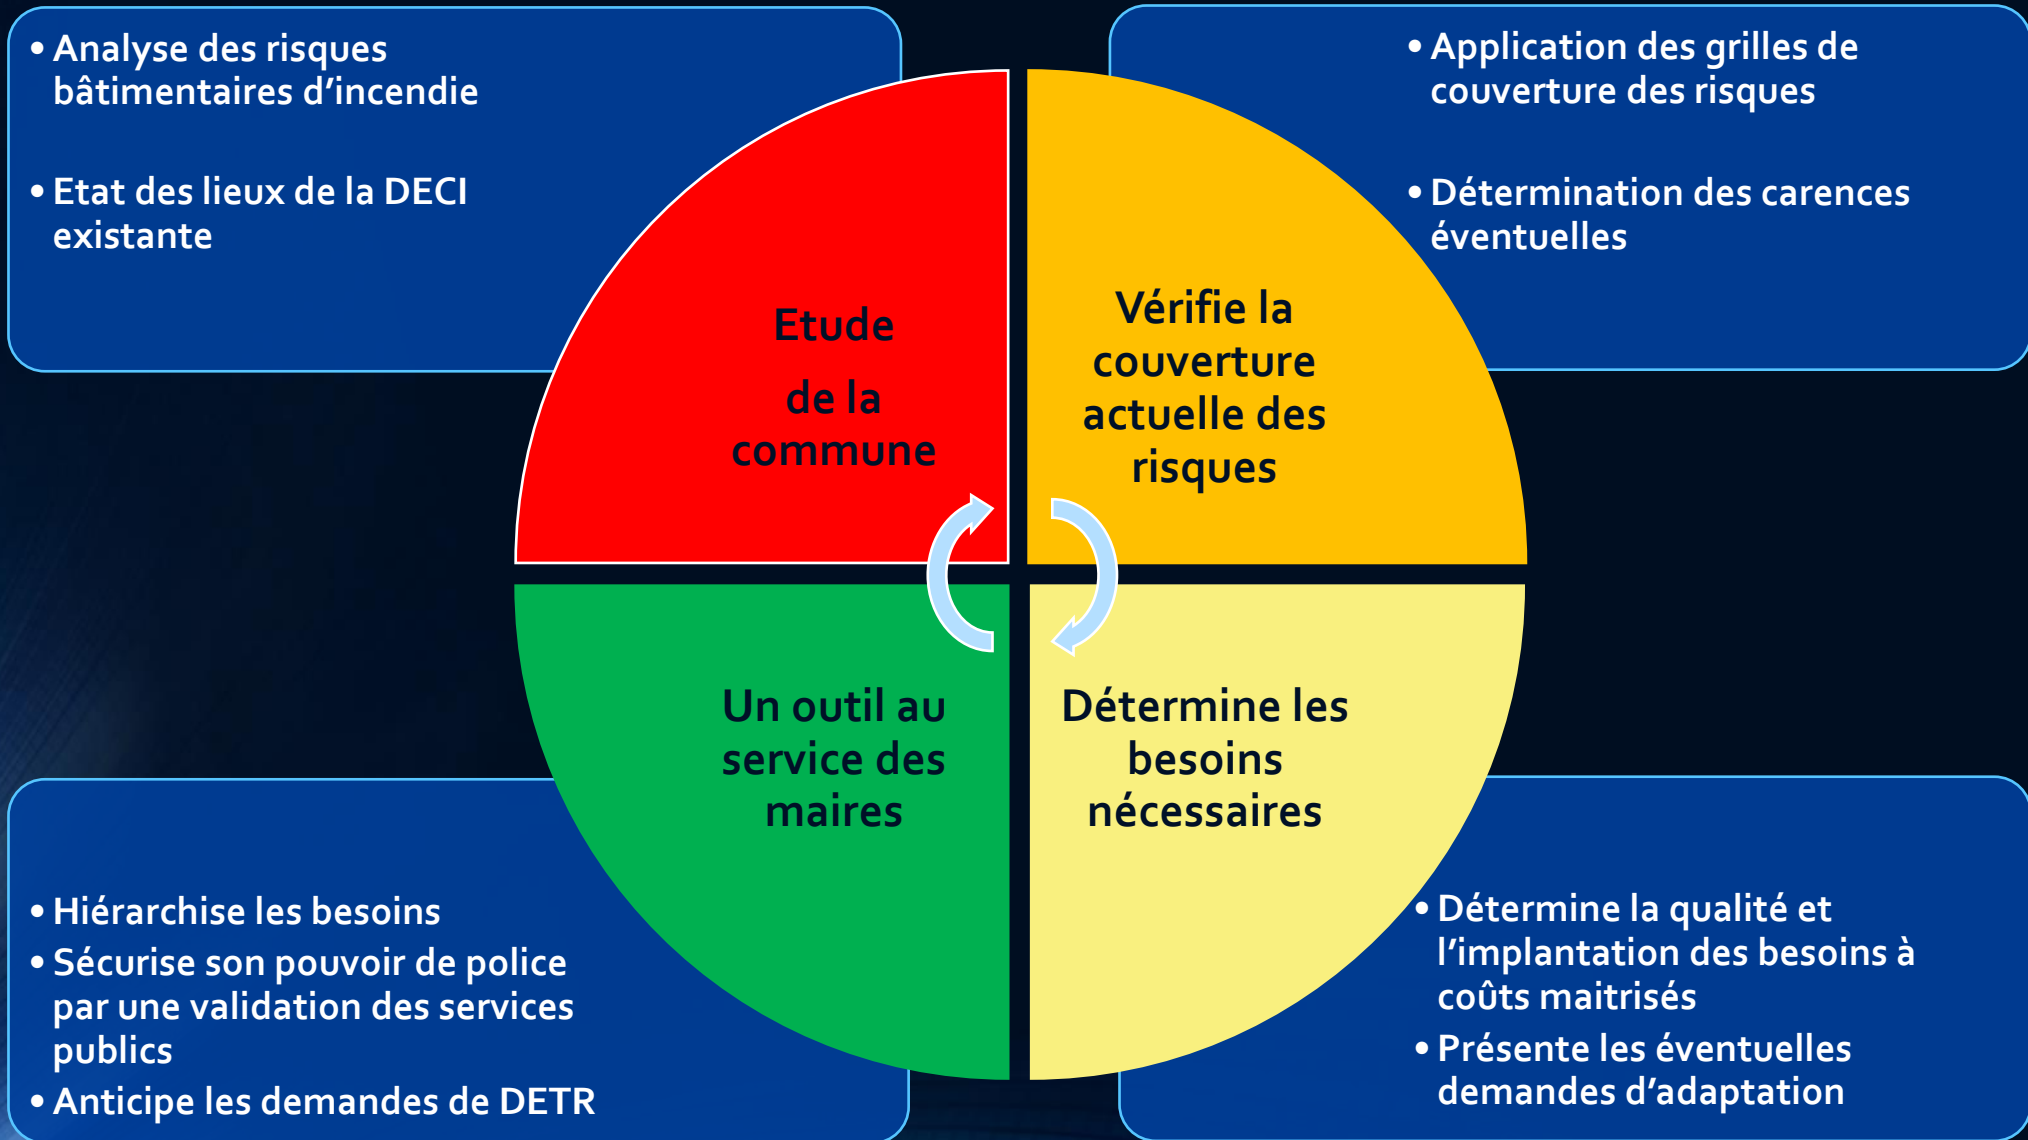 • Analyse des risques
bâtimentaires d’incendie
• Etat des lieux de la DECI
existante
• Application des grilles de
couverture des risques
• Détermination des carences
éventuelles
Etude
de la
commune
Vérifie la
couverture
actuelle des
risques
Un outil au
service des
maires
Détermine les
besoins
nécessaires
• Hiérarchise les besoins
• Sécurise son pouvoir de police
par une validation des services
publics
• Anticipe les demandes de DETR
• Détermine la qualité et
l’implantation des besoins à
coûts maitrisés
• Présente les éventuelles
demandes d’adaptation